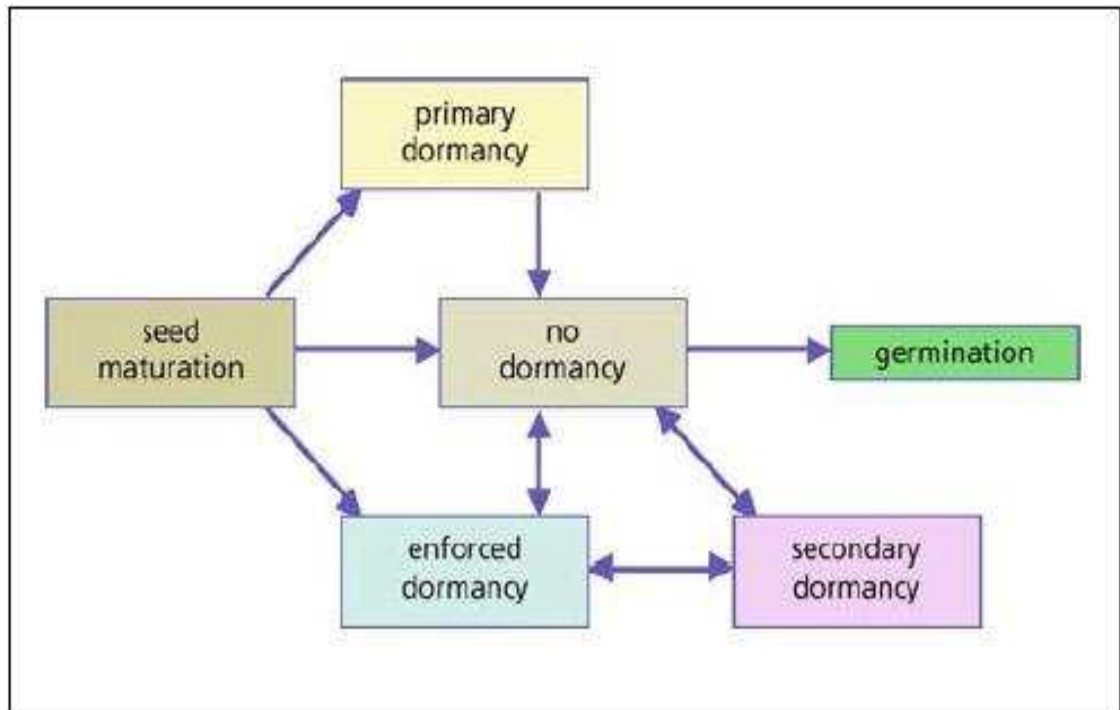 primary
dormancy
seed
maturation
no
dormancy
germination
enforced
dormancy
secondary
dormancy